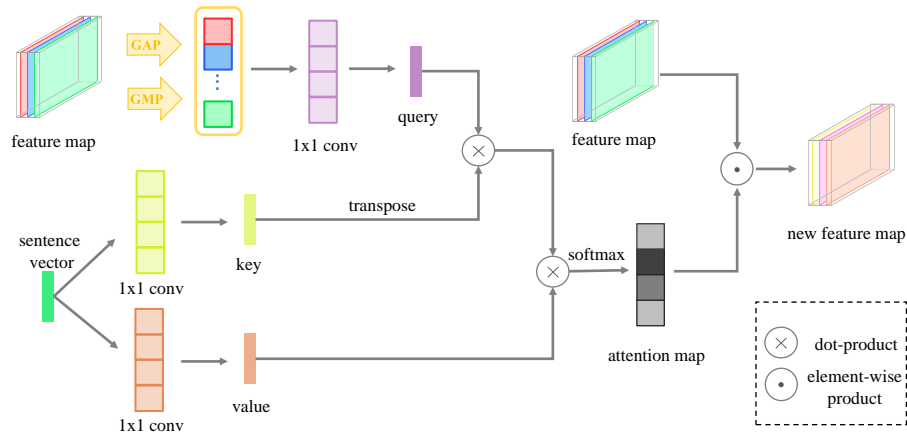 GAP
GMP
feature map
1x1 conv
query
feature map
transpose
sentence
vector
key
1x1 conv
softmax
new feature map
attention map
value
1x1 conv
dot-product
element-wise
product